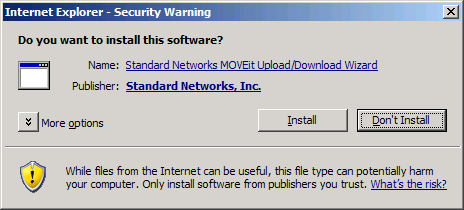 Internet Explorer - Security Warning
Do you want to install this software?
Name: Standard Networks MOVEit Upload/Download Wizard
Publisher: Standard Networks, Inc.
More options
Install
Don't Install
While files from the Internet can be useful, this file type can potentially harm
your computer. Only install software from publishers you trust. What's the risk?